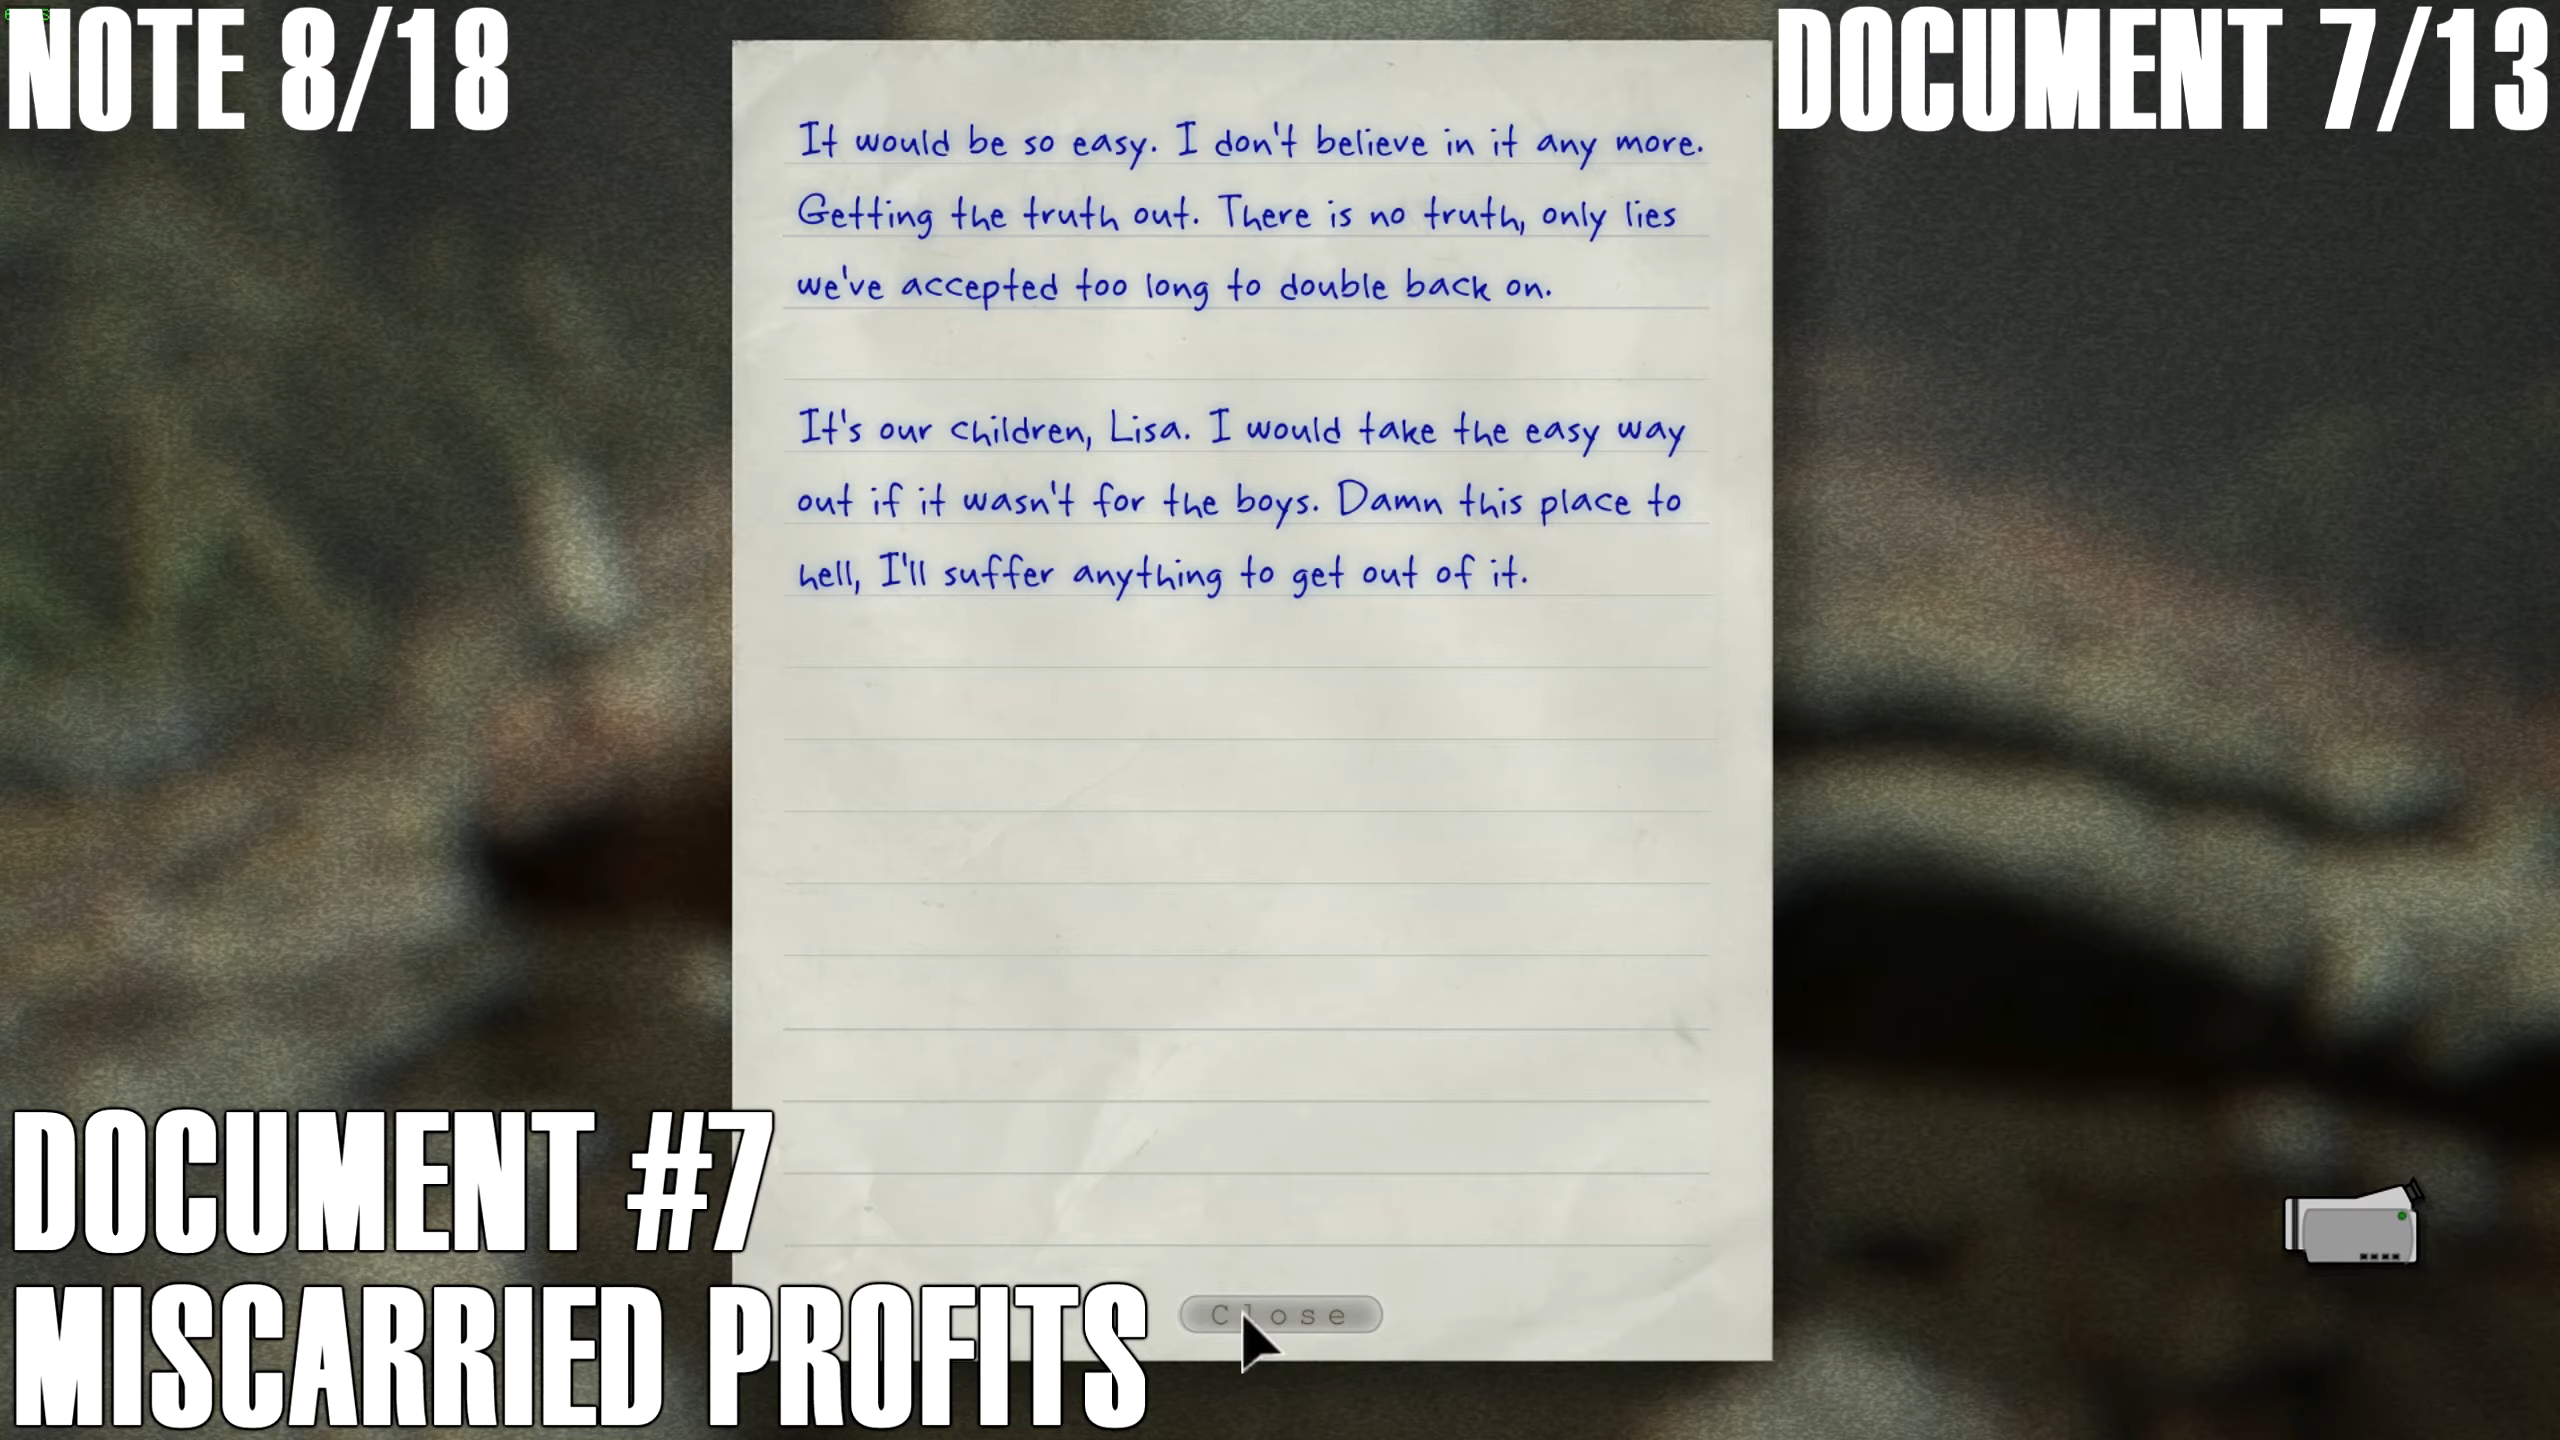 NOTE 8/18
DOCUMENT 7/13
It would be so easy. I don't believe in it any more.
Getting the truth out. There is no truth, only lies
we've accepted too long to double back on.
It's our children, Lisa. I would take the easy way
out if it wasn't for the boys. Damn this place to
hell, I'll suffer anything to get out of it.
DOCUMENT #7
MISCARRIED PROFITS
Close